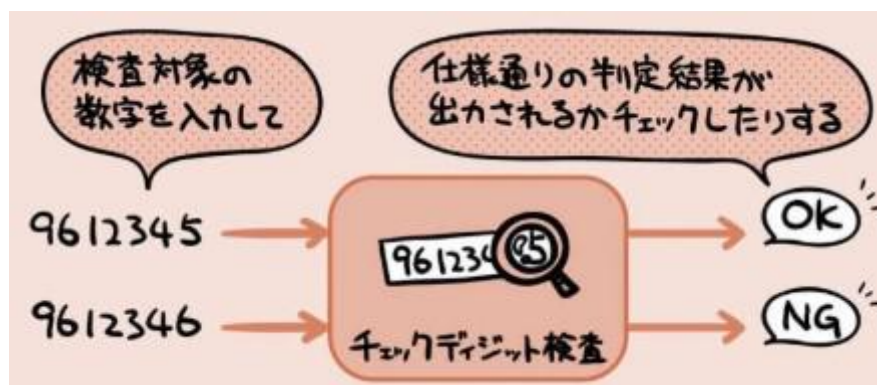 検査対象の
数字を入力して
仕様通りの判定結果が
出力されるかチェックしたりする
9612345
961234
5
OK
9612346
NG
チェックディジット検査